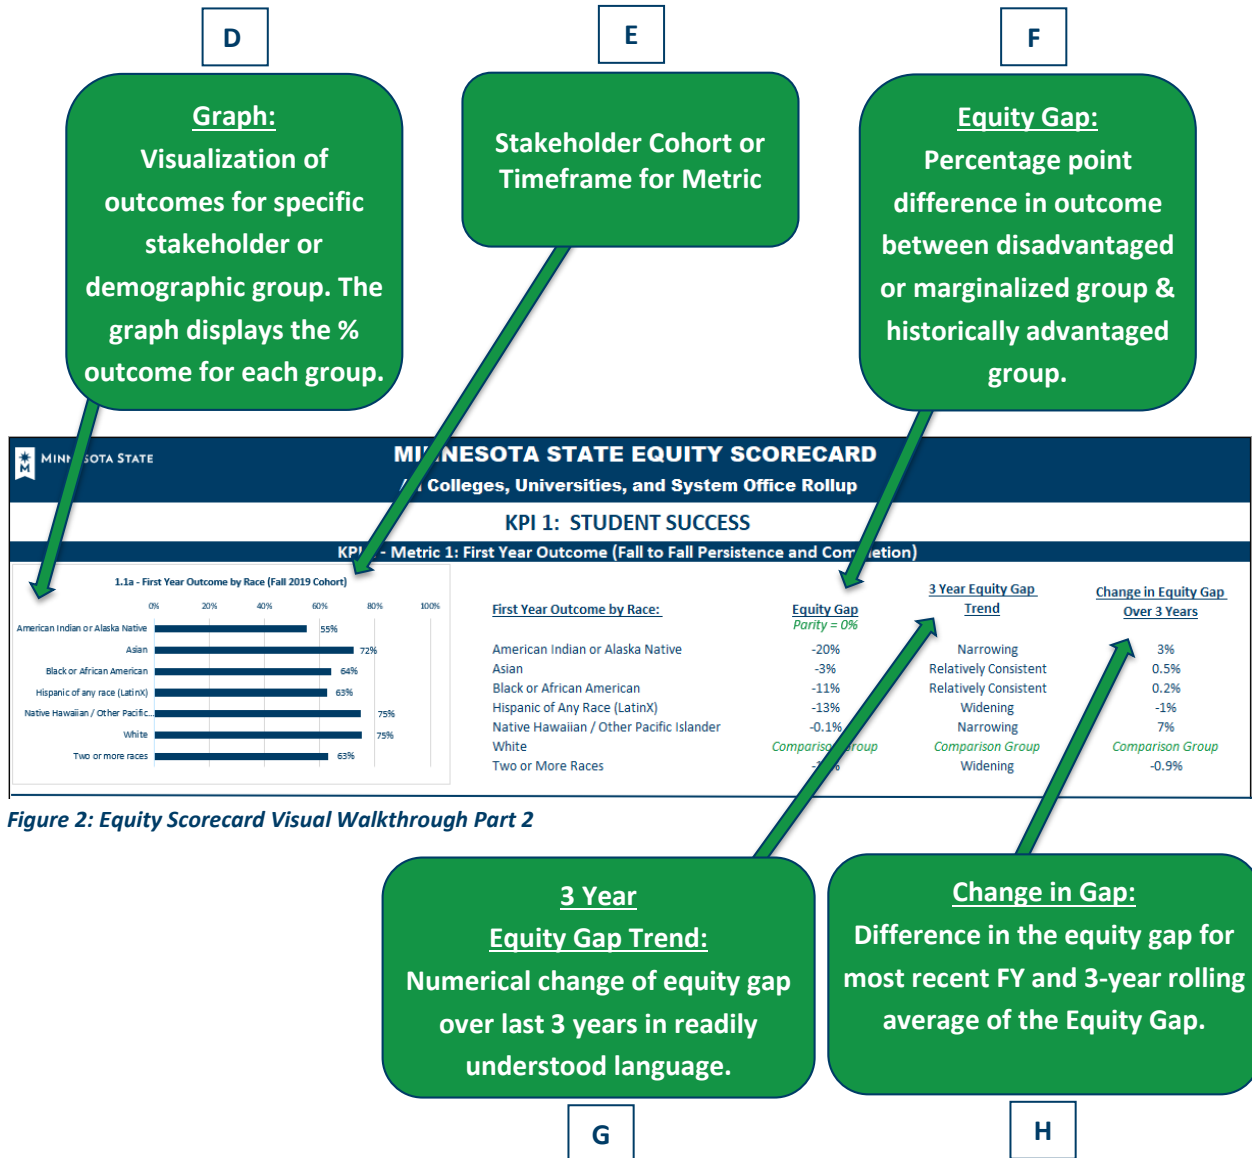 D
E
F
Graph:
Visualization of
outcomes for specific
stakeholder or
demographic group. The
graph displays the %
outcome for each group.
Stakeholder Cohort or
Timeframe for Metric
Equity Gap:
Percentage point
difference in outcome
between disadvantaged
or marginalized group &
historically advantaged
group.
MINNESOTA STATE
MINNESOTA STATE EQUITY SCORECARD
Colleges, Universities, and System Office Rollup
KPI 1: STUDENT SUCCESS
KPI - Metric 1: First Year Outcome (Fall to Fall Persistence and Completion)
1.1a - First Year Outcome by Race (Fall 2019 Cohort)
0% 20% 40% 60% 80% 100%
American Indian or Alaska Native 55%
Asian 72%
Black or African American 64%
Hispanic of any race (LatinX) 63%
Native Hawaiian / Other Pacific... 75%
White 75%
Two or more races 63%
First Year Outcome by Race: Equity Gap 3 Year Equity Gap Trend Change in Equity Gap Over 3 Years
Parity = 0%
American Indian or Alaska Native -20% Narrowing 3%
Asian -3% Relatively Consistent 0.5%
Black or African American -11% Relatively Consistent 0.2%
Hispanic of Any Race (LatinX) -13% Widening -1%
Native Hawaiian / Other Pacific Islander -0.1% Narrowing 7%
White Comparison Group Comparison Group Comparison Group
Two or More Races Widening -0.9%
Figure 2: Equity Scorecard Visual Walkthrough Part 2
3 Year
Equity Gap Trend:
Numerical change of equity gap
over last 3 years in readily
understood language.
Change in Gap:
Difference in the equity gap for
most recent FY and 3-year rolling
average of the Equity Gap.
G
H